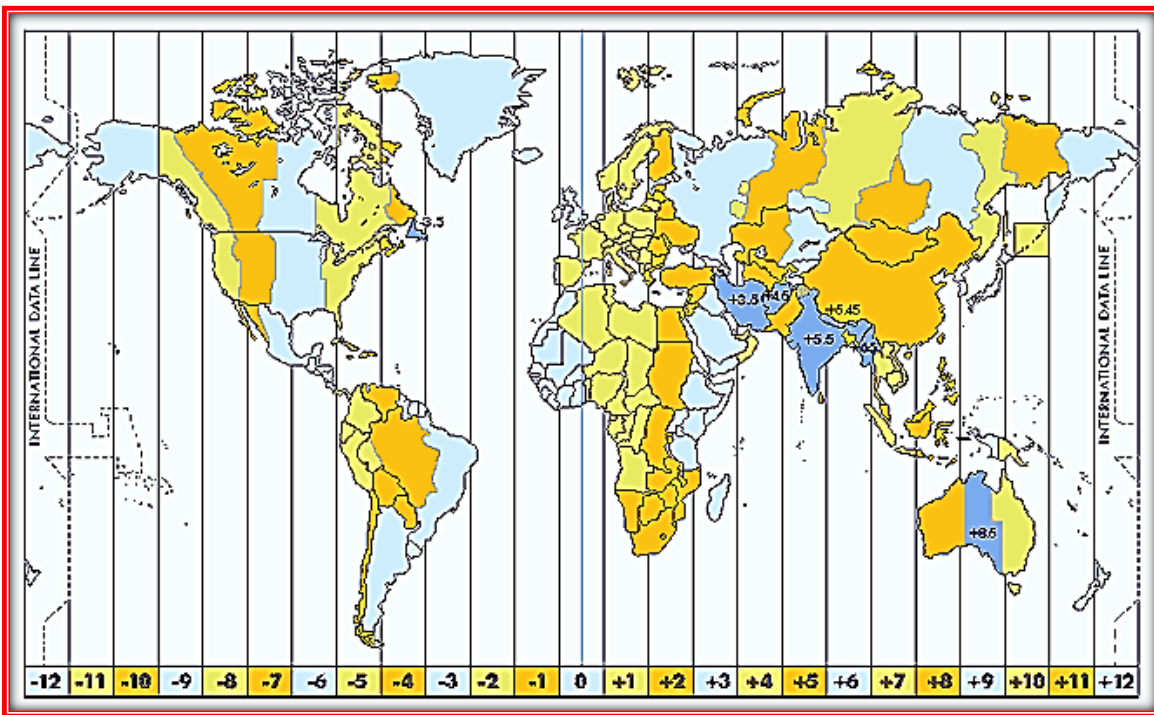 -3.5
+3.5
+4.5
+5.45
+5.5
INTERNATIONAL DATA LINE
INTERNATIONAL DATA LINE
+8.5
-12 -11 -10 -9 -8 -7 -6 -5 -4 -3 -2 -1 0 +1 +2 +3 +4 +5 +6 +7 +8 +9 +10 +11 +12